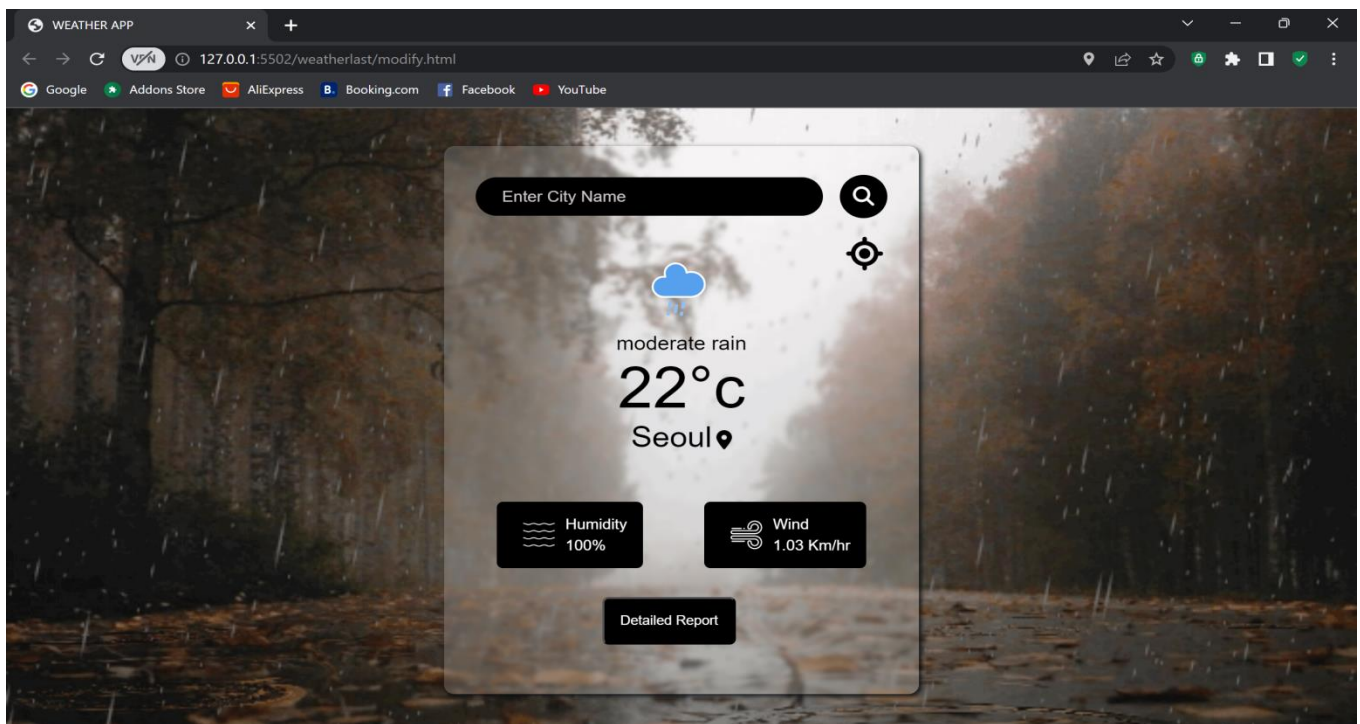 WEATHER APP
VPN
127.0.0.1:5502/weatherlast/modify.html
Google Addons Store AliExpress B. Booking.com Facebook YouTube
Enter City Name
moderate rain
22°c
Seoul
Humidity
100%
Wind
1.03 Km/hr
Detailed Report